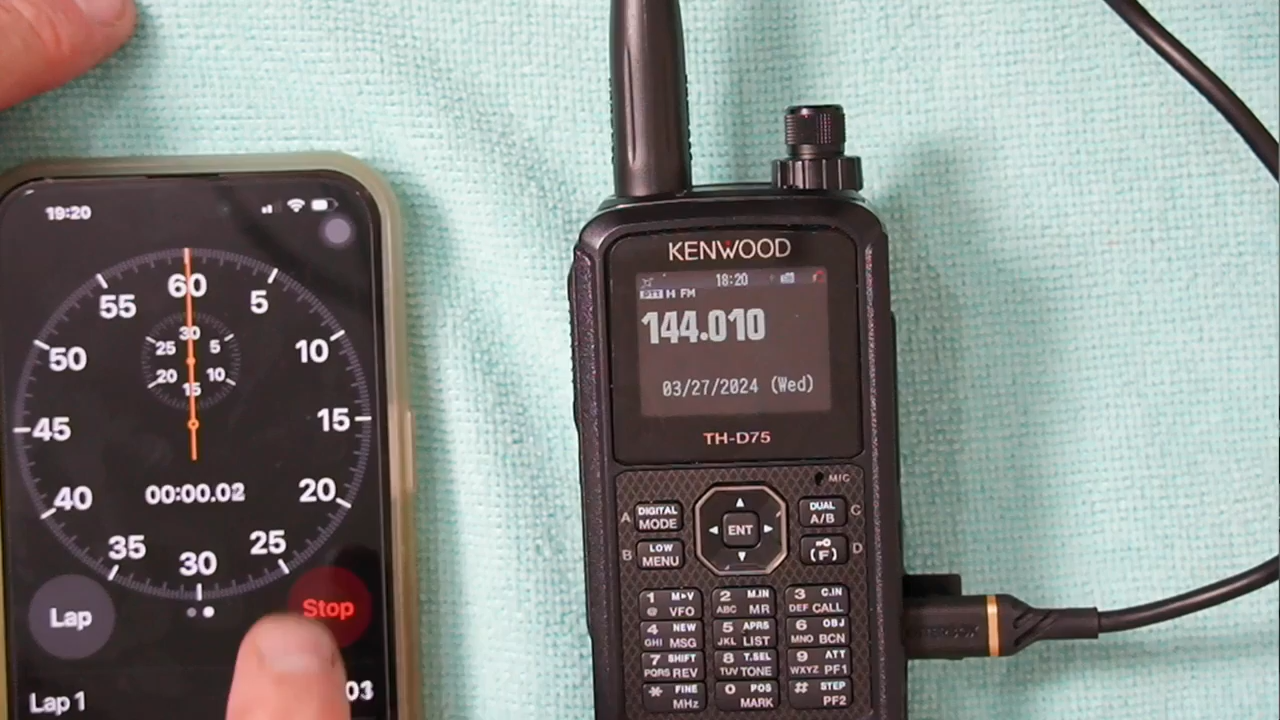 19:20
60
55
5
50
10
45
15
40
20
35
25
30
30
25
5
20
10
15
00:00.02
Lap
Stop
Lap 1
03
KENWOOD
18:20
PTT H FM
144.010
03/27/2024 (Wed)
TH-D75
MIC
A
DIGITAL
MODE
DUAL
A/B
C
ENT
B
LOW
MENU
(F)
D
1 M▸V
@ VFO
2 M.IN
ABC MR
3 C.IN
DEF CALL
4 NEW
GHI MSG
5 APRS
JKL LIST
6 OBJ
MNO BCN
7 SHIFT
PQRS REV
8 T.SEL
TUV TONE
9 ATT
WXYZ PF1
* FINE
MHz
0 POS
MARK
# STEP
PF2